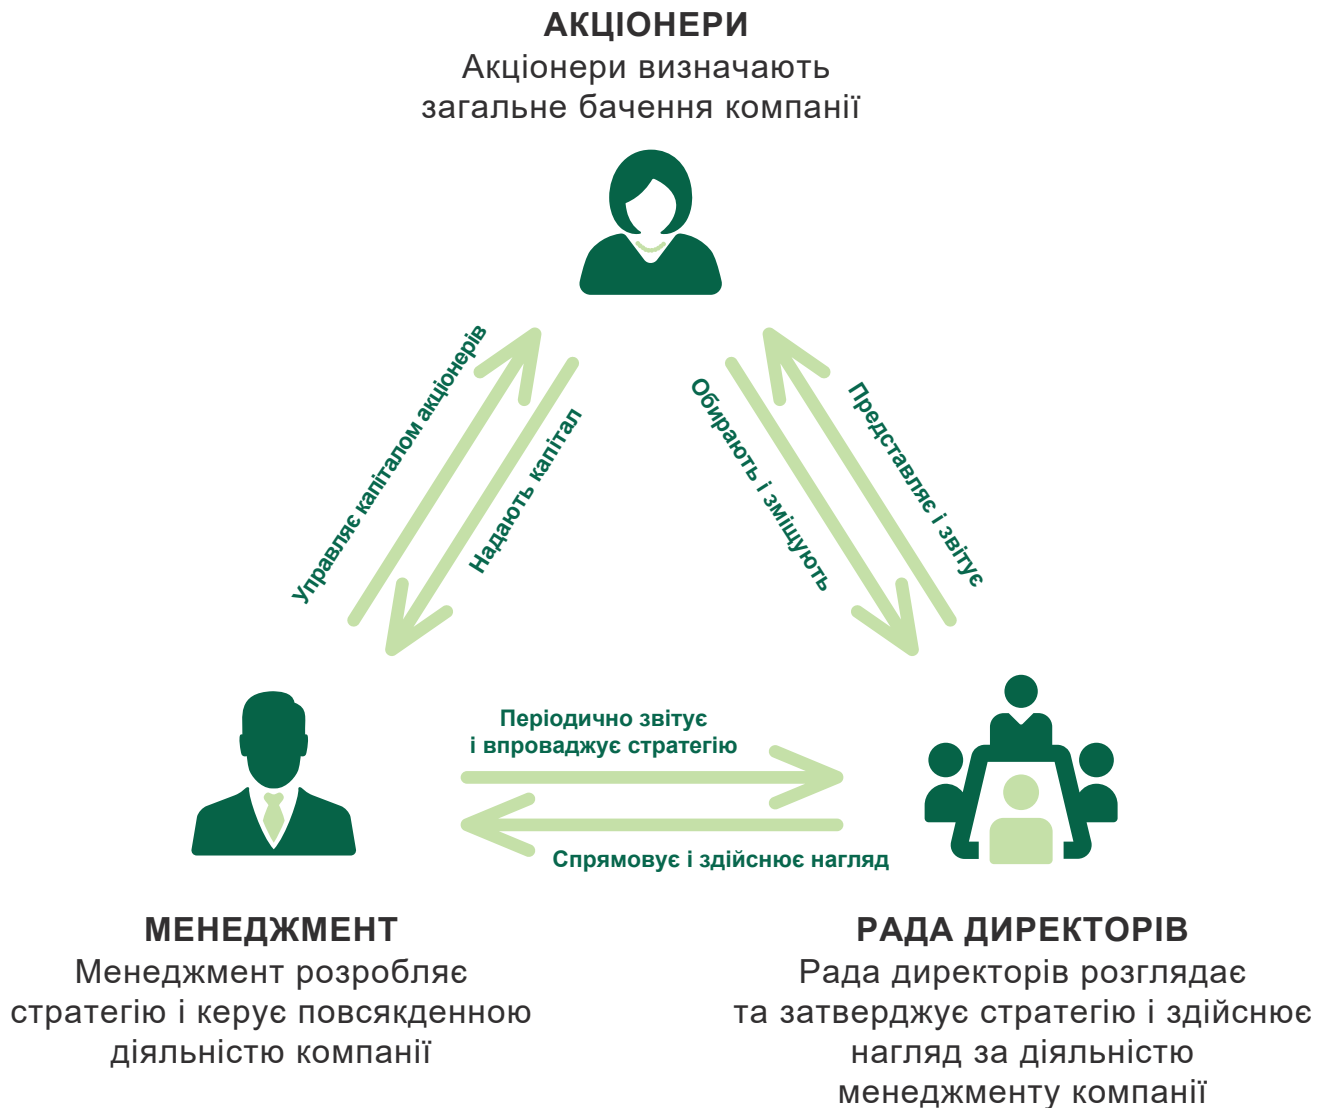 АКЦІОНЕРИ
Акціонери визначають
загальне бачення компанії
Управляє капіталом акціонерів
Надають капітал
Обирають і зміщують
Представляє і звітує
Періодично звітує
і впроваджує стратегію
Спрямовує і здійснює нагляд
МЕНЕДЖМЕНТ
Менеджмент розробляє
стратегію і керує повсякденною
діяльністю компанії
РАДА ДИРЕКТОРІВ
Рада директорів розглядає
та затверджує стратегію і здійснює
нагляд за діяльністю
менеджменту компанії